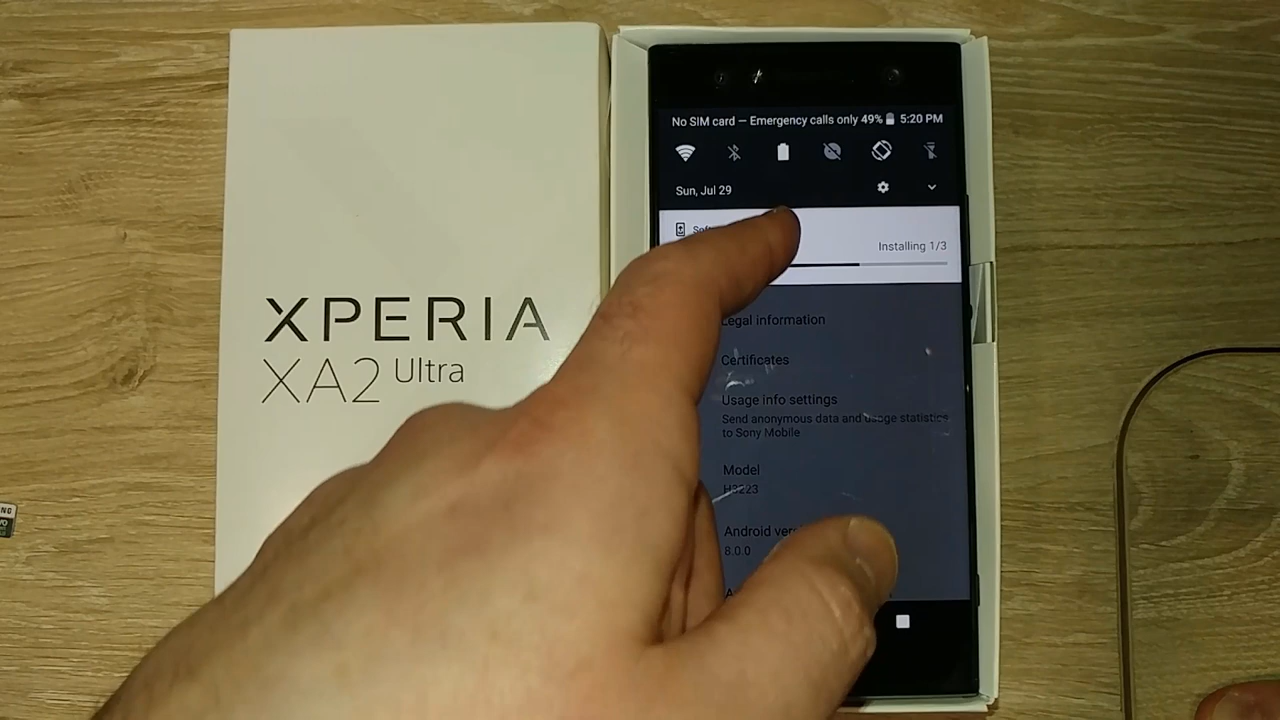 XPERIA
XA2 Ultra
No SIM card — Emergency calls only 49% 5:20 PM
Sun, Jul 29
Installing 1/3
Legal information
Certificates
Usage info settings
Send anonymous data and usage statistics
to Sony Mobile
Model
H3223
Android
8.0.0